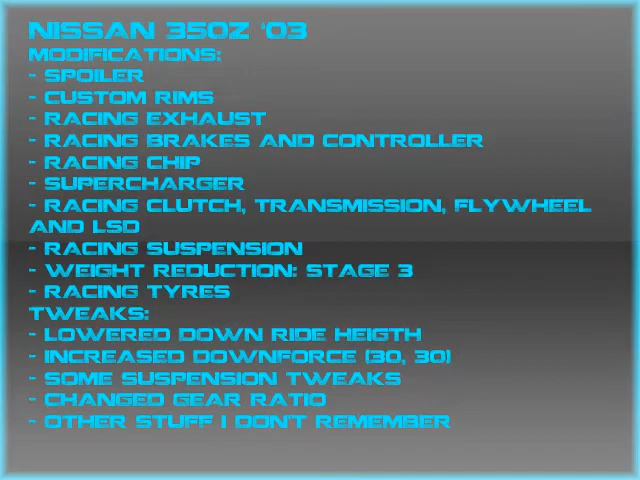 NISSAN 350Z '03
MODIFICATIONS:
- SPOILER
- CUSTOM RIMS
- RACING EXHAUST
- RACING BRAKES AND CONTROLLER
- RACING CHIP
- SUPERCHARGER
- RACING CLUTCH, TRANSMISSION, FLYWHEEL
AND LSD
- RACING SUSPENSION
- WEIGHT REDUCTION: STAGE 3
- RACING TYRES
TWEAKS:
- LOWERED DOWN RIDE HEIGTH
- INCREASED DOWNFORCE (30, 30)
- SOME SUSPENSION TWEAKS
- CHANGED GEAR RATIO
- OTHER STUFF I DON'T REMEMBER